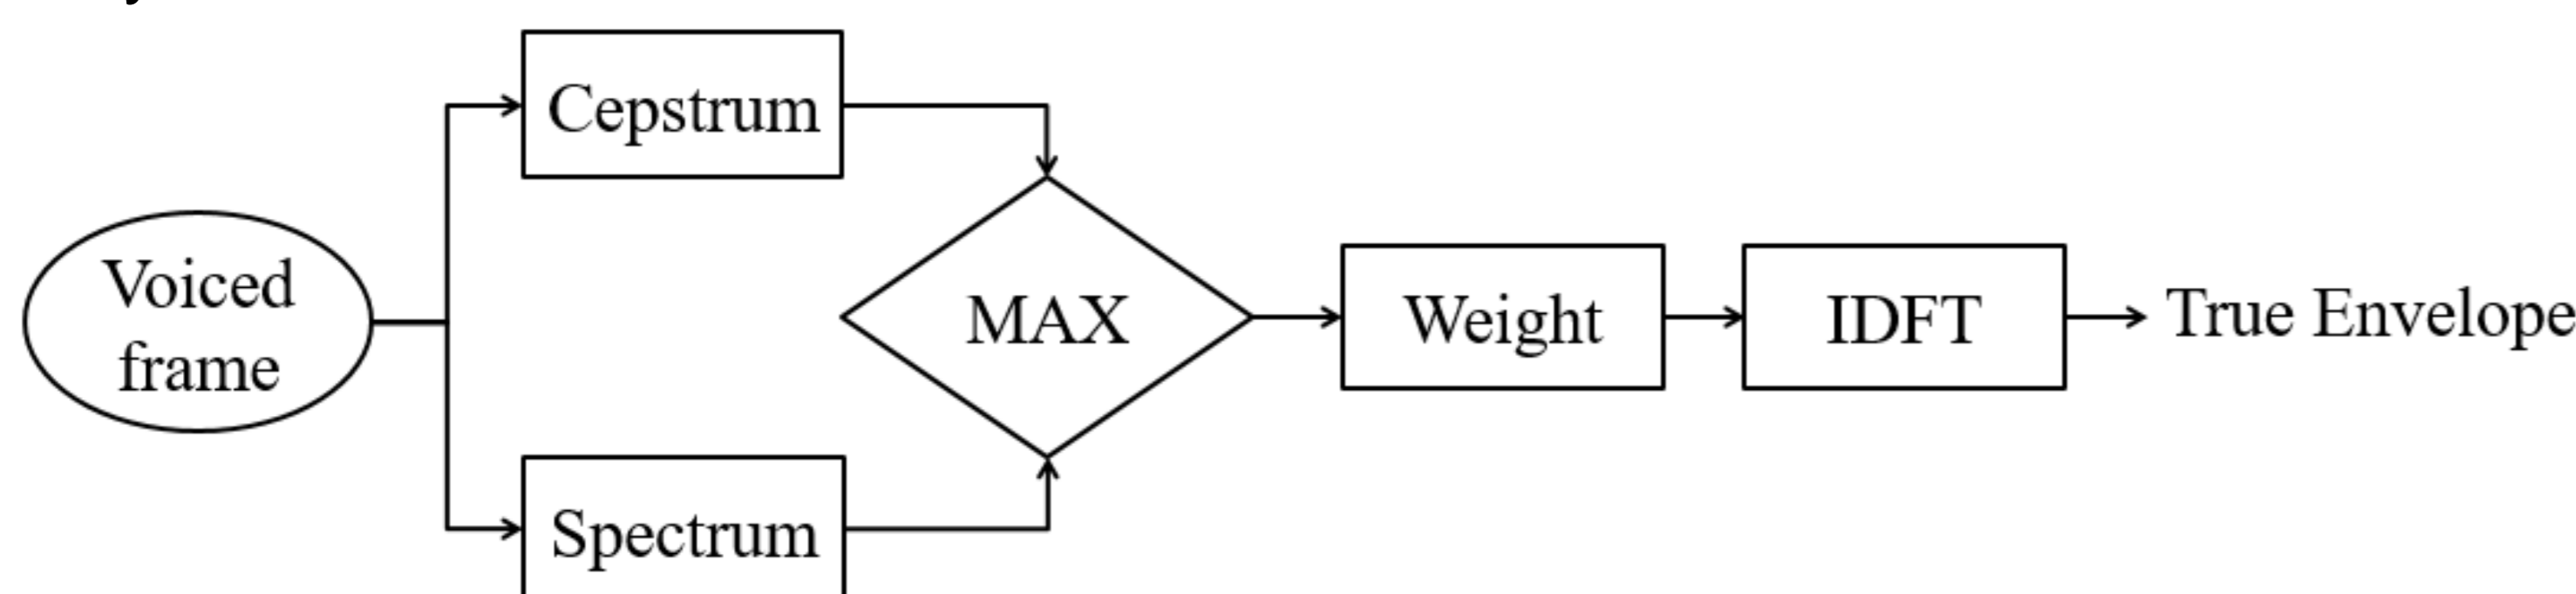 Cepstrum
Voiced
frame
MAX
Weight
IDFT
True Envelope
Spectrum